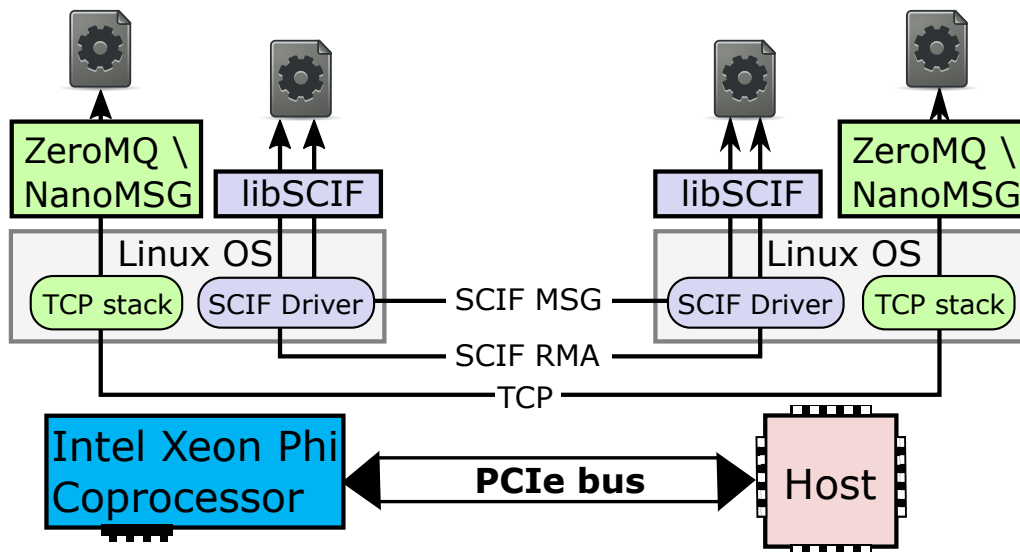 ZeroMQ \
NanoMSG
libSCIF
libSCIF
ZeroMQ \
NanoMSG
Linux OS
Linux OS
TCP stack
SCIF Driver
SCIF MSG
SCIF Driver
TCP stack
SCIF RMA
TCP
Intel Xeon Phi
Coprocessor
PCIe bus
Host